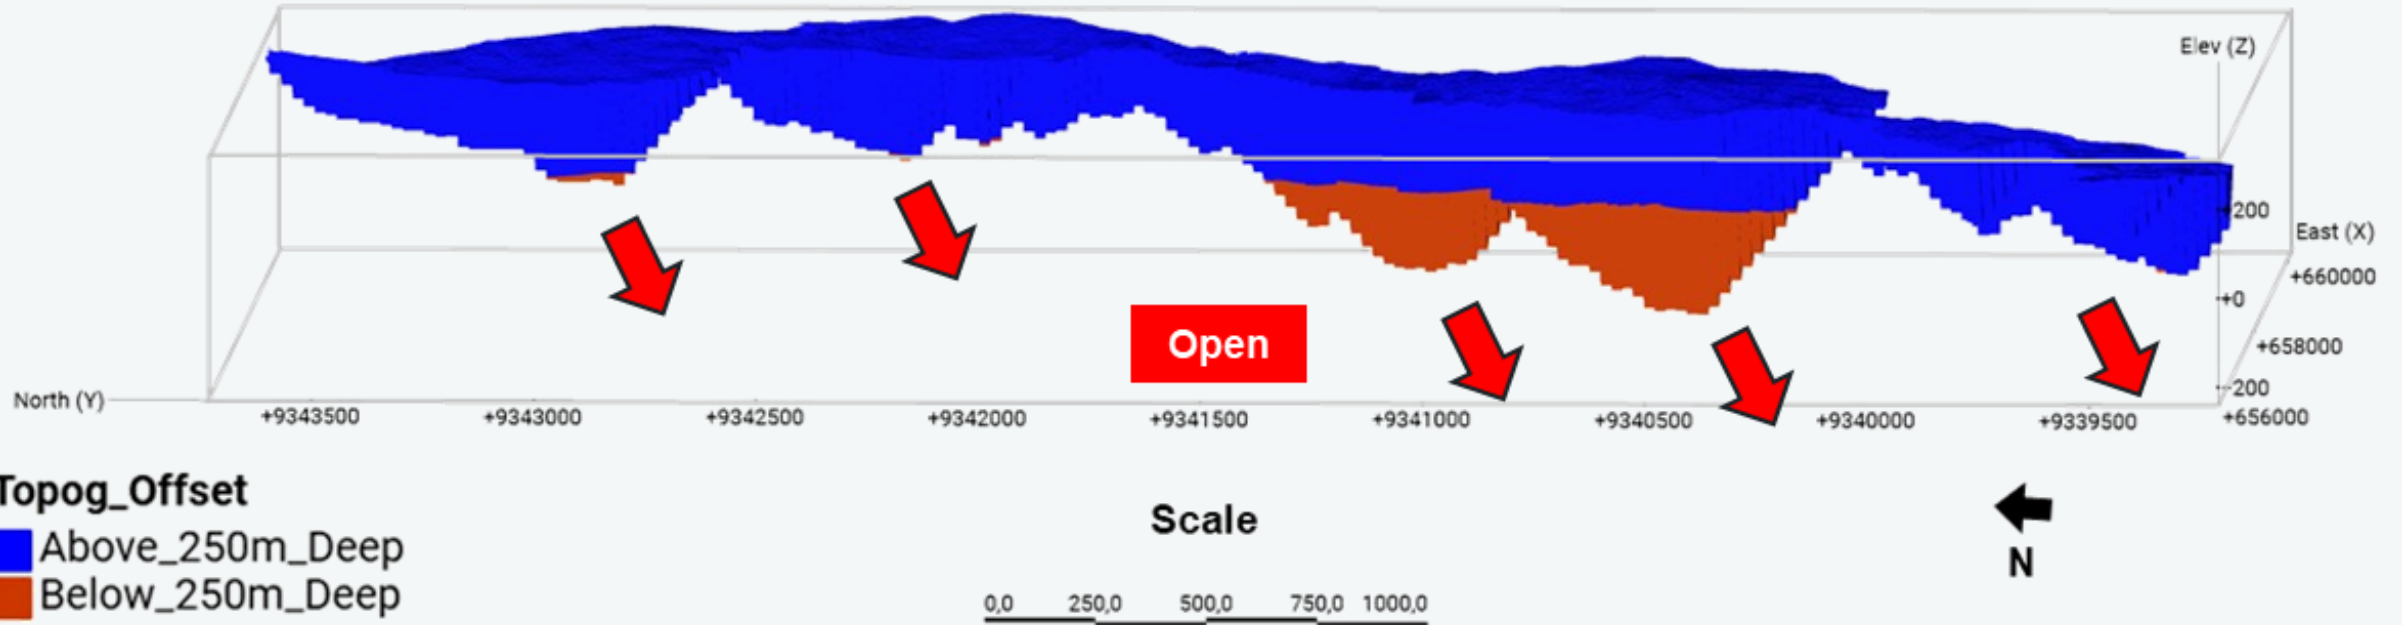 Elev (Z)
+200
East (X)
+660000
+0
Open
+658000
-200
North (Y)
+9343500 +9343000 +9342500 +9342000 +9341500 +9341000 +9340500 +9340000 +9339500 +656000
Topog_Offset
Scale
Above_250m_Deep
N
Below_250m_Deep
0,0 250,0 500,0 750,0 1000,0